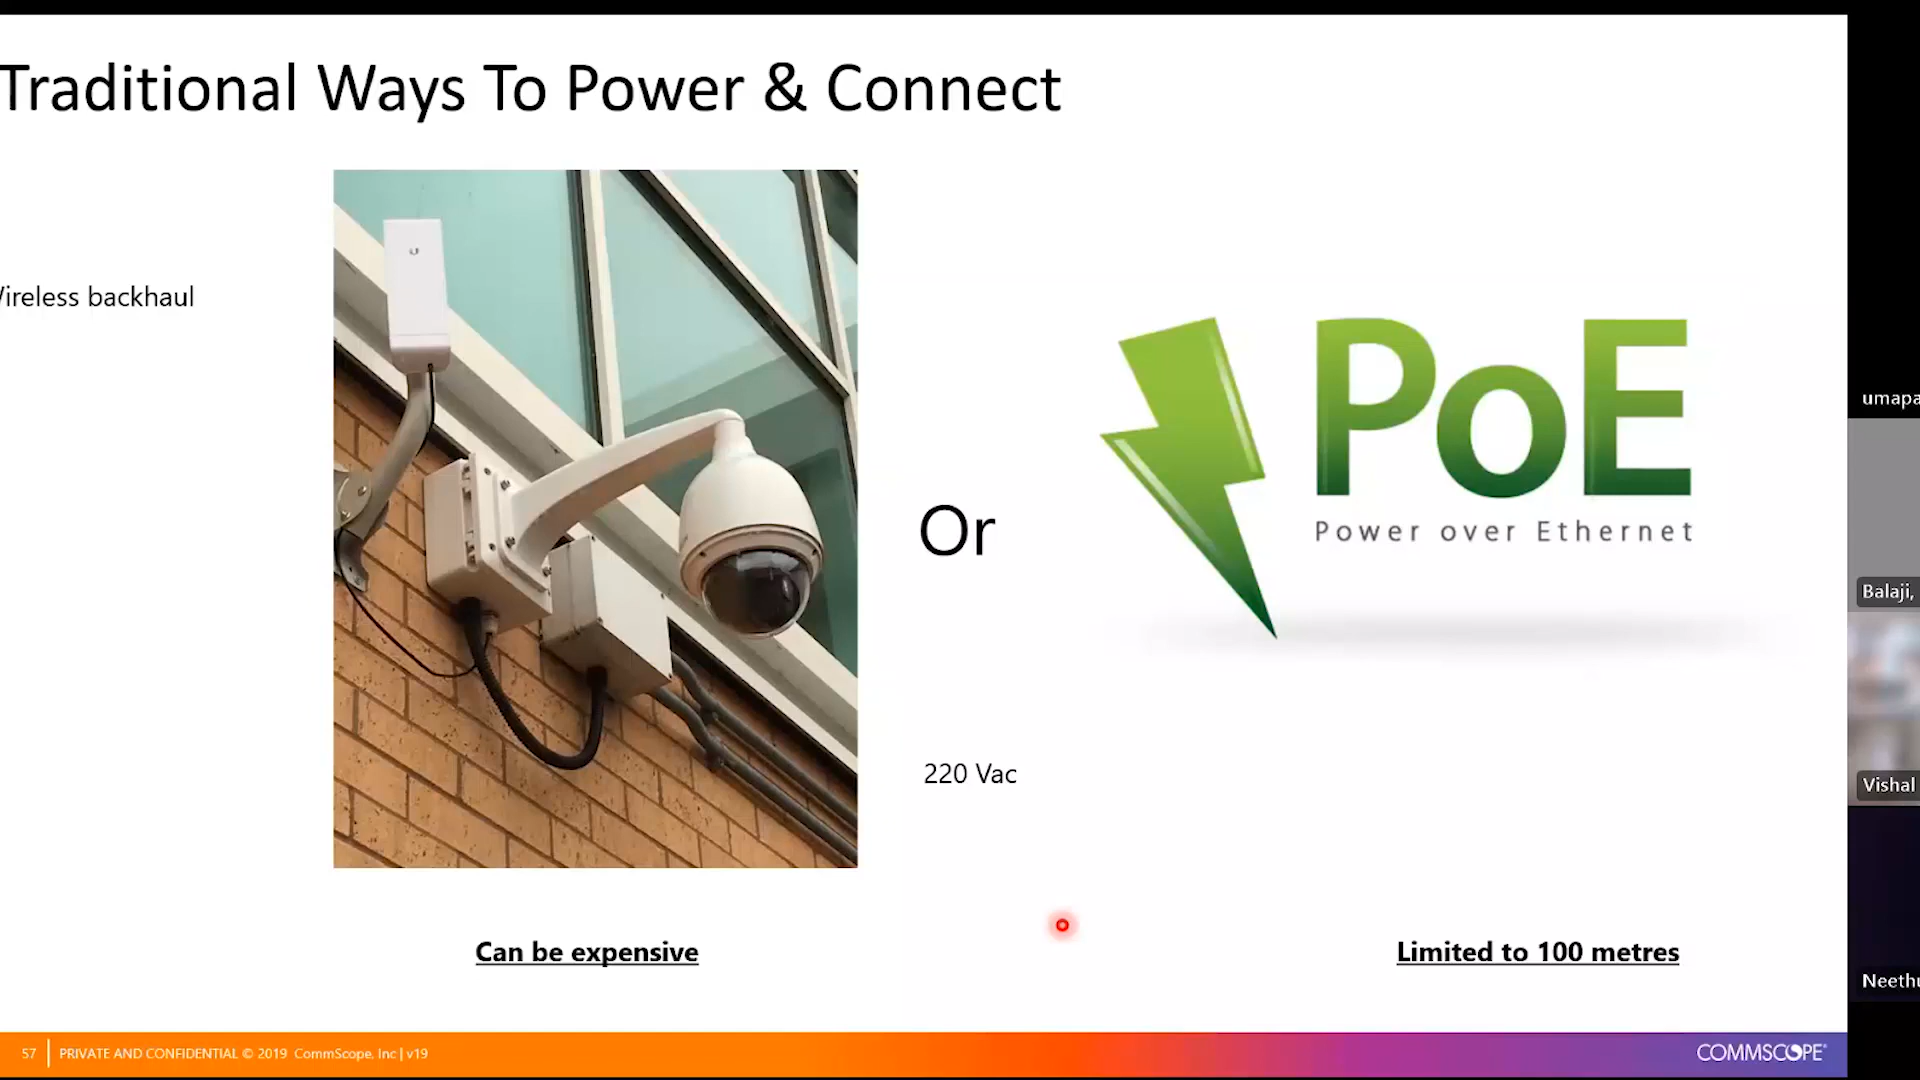 Traditional Ways To Power & Connect
ireless backhaul
Or
PoE
Power over Ethernet
220 Vac
Can be expensive
Limited to 100 metres
57
PRIVATE AND CONFIDENTIAL © 2019 CommScope, Inc | v19
COMMSCOPE®
umapa
Balaji,
Vishal
Neethu